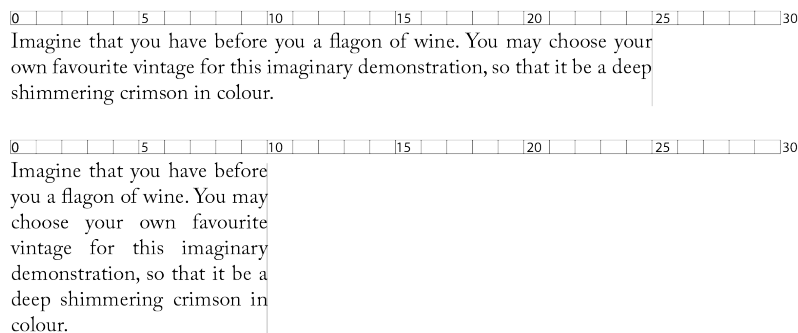 0 5 10 15 20 25 30
Imagine that you have before you a flagon of wine. You may choose your
own favourite vintage for this imaginary demonstration, so that it be a deep
shimmering crimson in colour.
0 5 10 15 20 25 30
Imagine that you have before
you a flagon of wine. You may
choose your own favourite
vintage for this imaginary
demonstration, so that it be a
deep shimmering crimson in
colour.